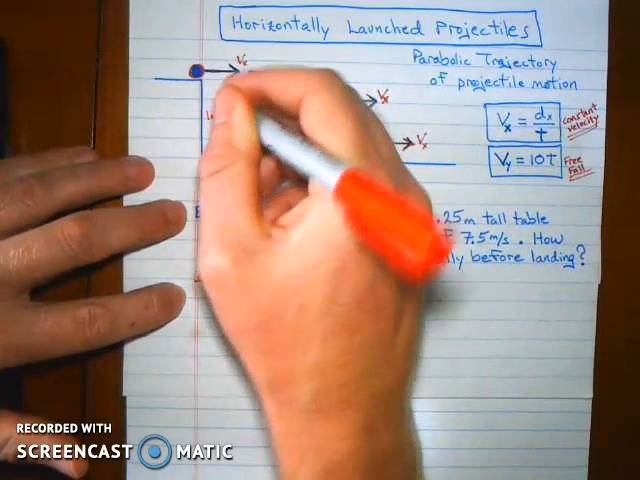 Horizontally Launched Projectiles
Vx
Parabolic Trajectory
of projectile motion
Vx
Vx = dx/t
constant
velocity
Vx
Vy = 10t
Free
Fall
.25m tall table
7.5m/s. How
before landing?
RECORDED WITH
SCREENCAST MATIC